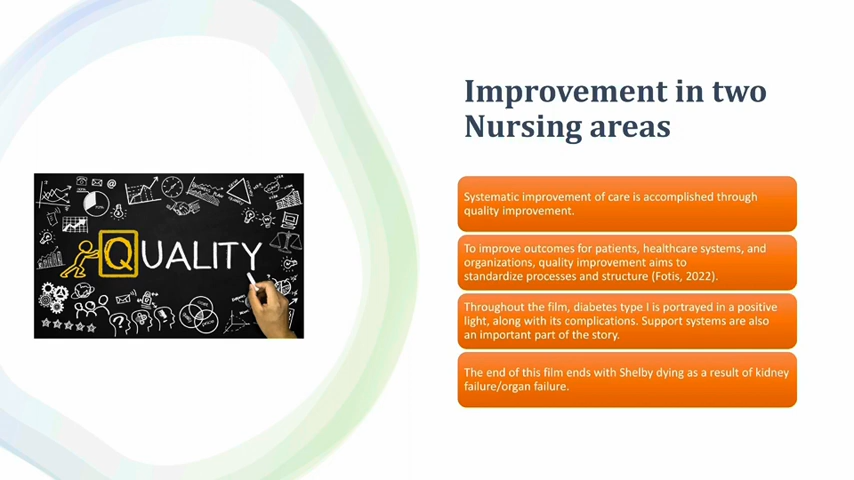 Improvement in two
Nursing areas
Systematic improvement of care is accomplished through
quality improvement.
To improve outcomes for patients, healthcare systems, and
organizations, quality improvement aims to
standardize processes and structure (Fotis, 2022).
Throughout the film, diabetes type I is portrayed in a positive
light, along with its complications. Support systems are also
an important part of the story.
The end of this film ends with Shelby dying as a result of kidney
failure/organ failure.
QUALITY